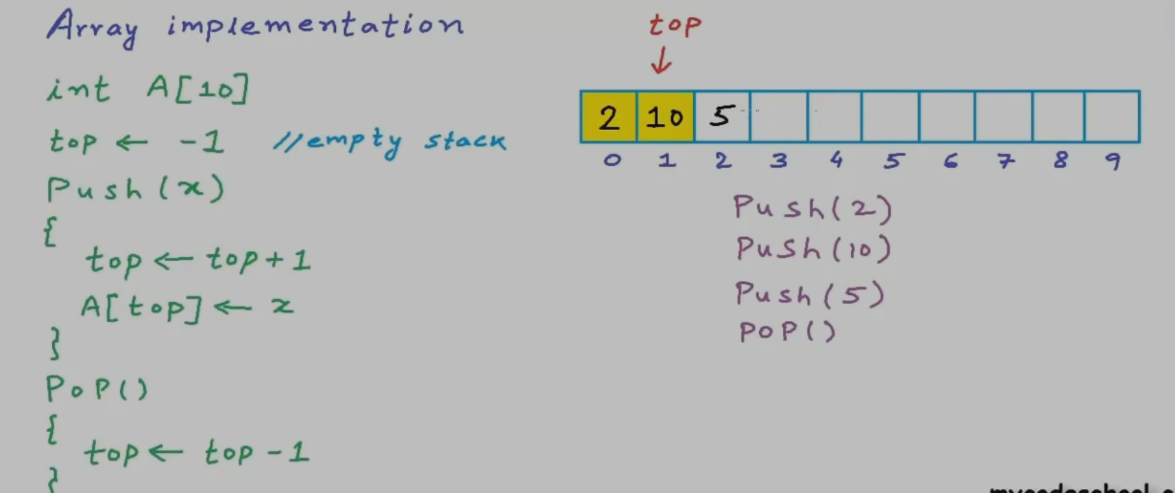 Array implementation
int A[10]
top ← -1 //empty stack
Push(x)
{
top ← top+1
A[top] ← x
}
PoP()
{
top ← top -1
}
top
↓
2 10 5
0 1 2 3 4 5 6 7 8 9
Push(2)
Push(10)
Push(5)
PoP()